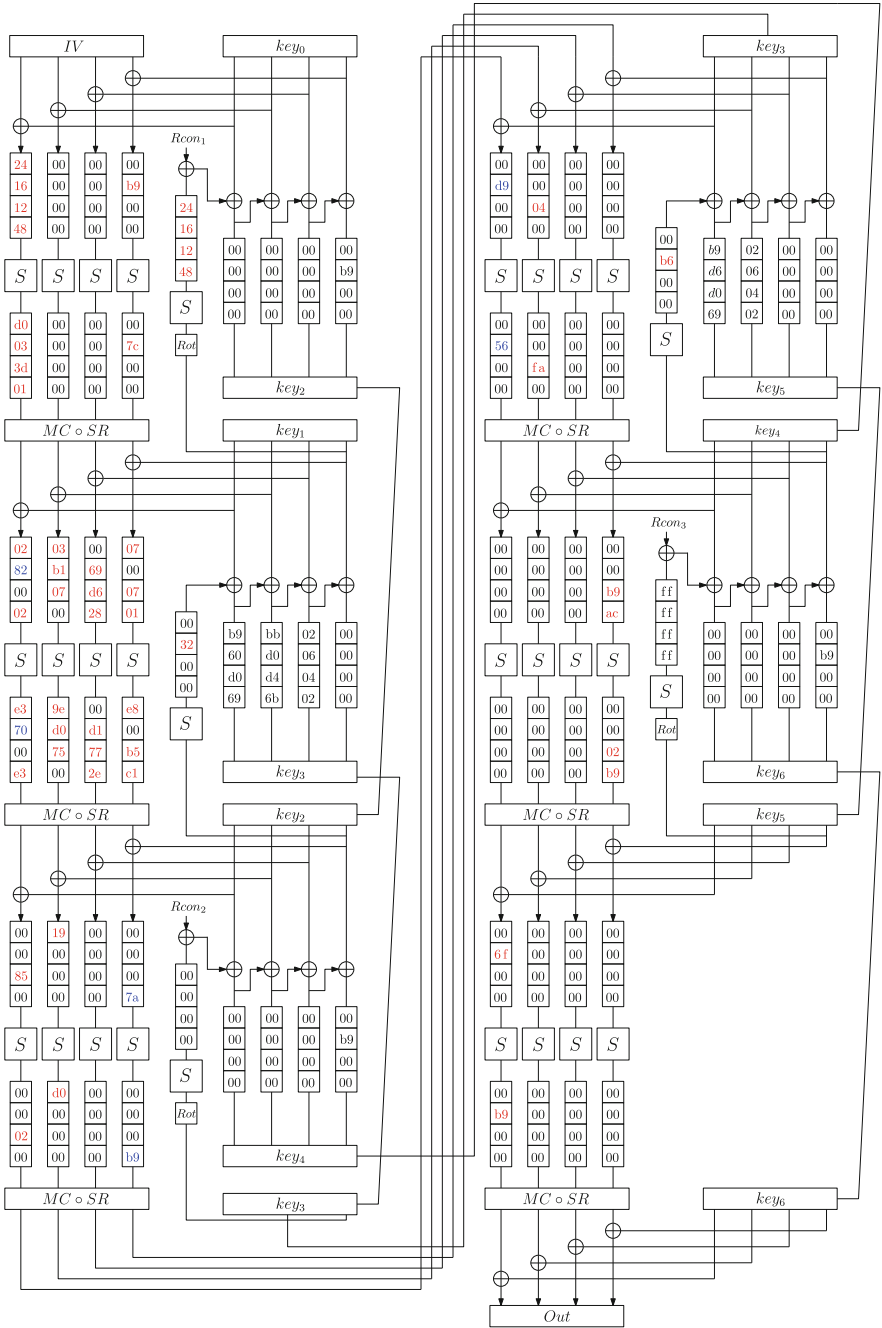 IV key₀
Rcon₁
24 00 00 00
16 00 00 b9
12 00 00 00
48 00 00 00
24
16
12
48
00 00 00 00
00 00 00 b9
00 00 00 00
00 00 00 00
S S S S
S
Rot
d0 00 00 00
03 00 00 7c
3d 00 00 00
01 00 00 00
key₂
MC ∘ SR key₁
02 03 00 07
82 b1 69 00
00 07 d6 07
02 00 28 01
00
32
00
00
b9 bb 02 00
60 d0 06 00
d0 d4 04 00
69 6b 02 00
S S S S
S
e3 9e 00 e8
70 d0 d1 00
00 75 77 b5
e3 00 2e c1
key₃
MC ∘ SR key₂
Rcon₂
00 19 00 00
00 00 00 00
85 00 00 00
00 00 00 7a
00
00
00
00
00 00 00 00
00 00 00 b9
00 00 00 00
00 00 00 00
S S S S
S
Rot
00 d0 00 00
00 00 00 00
02 00 00 00
00 00 00 b9
key₄
MC ∘ SR key₃
key₃
00 00 00 00
d9 00 00 00
00 04 00 00
00 00 00 00
00
b6
00
00
b9 02 00 00
d6 06 00 00
d0 04 00 00
69 02 00 00
S S S S
S
00 00 00 00
56 00 00 00
00 fa 00 00
00 00 00 00
key₅
MC ∘ SR key₄
Rcon₃
00 00 00 00
00 00 00 00
00 00 00 b9
00 00 00 ac
ff
ff
ff
ff
00 00 00 00
00 00 00 b9
00 00 00 00
00 00 00 00
S S S S
S
Rot
00 00 00 00
00 00 00 00
00 00 00 02
00 00 00 b9
key₆
MC ∘ SR key₅
00 00 00 00
6f 00 00 00
00 00 00 00
00 00 00 00
S S S S
00 00 00 00
b9 00 00 00
00 00 00 00
00 00 00 00
MC ∘ SR key₆
Out